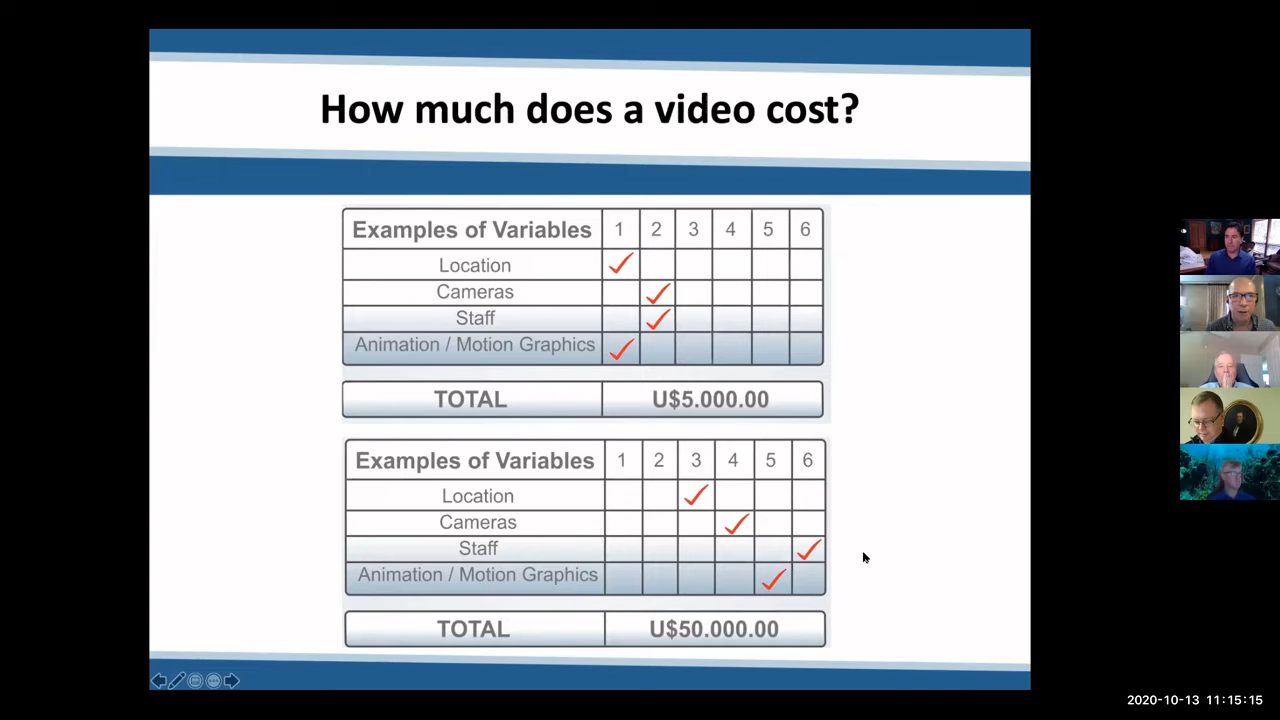 How much does a video cost?
Examples of Variables 1 2 3 4 5 6
Location
Cameras
Staff
Animation / Motion Graphics
TOTAL U$5.000.00
Examples of Variables 1 2 3 4 5 6
Location
Cameras
Staff
Animation / Motion Graphics
TOTAL U$50.000.00
2020-10-13 11:15:15